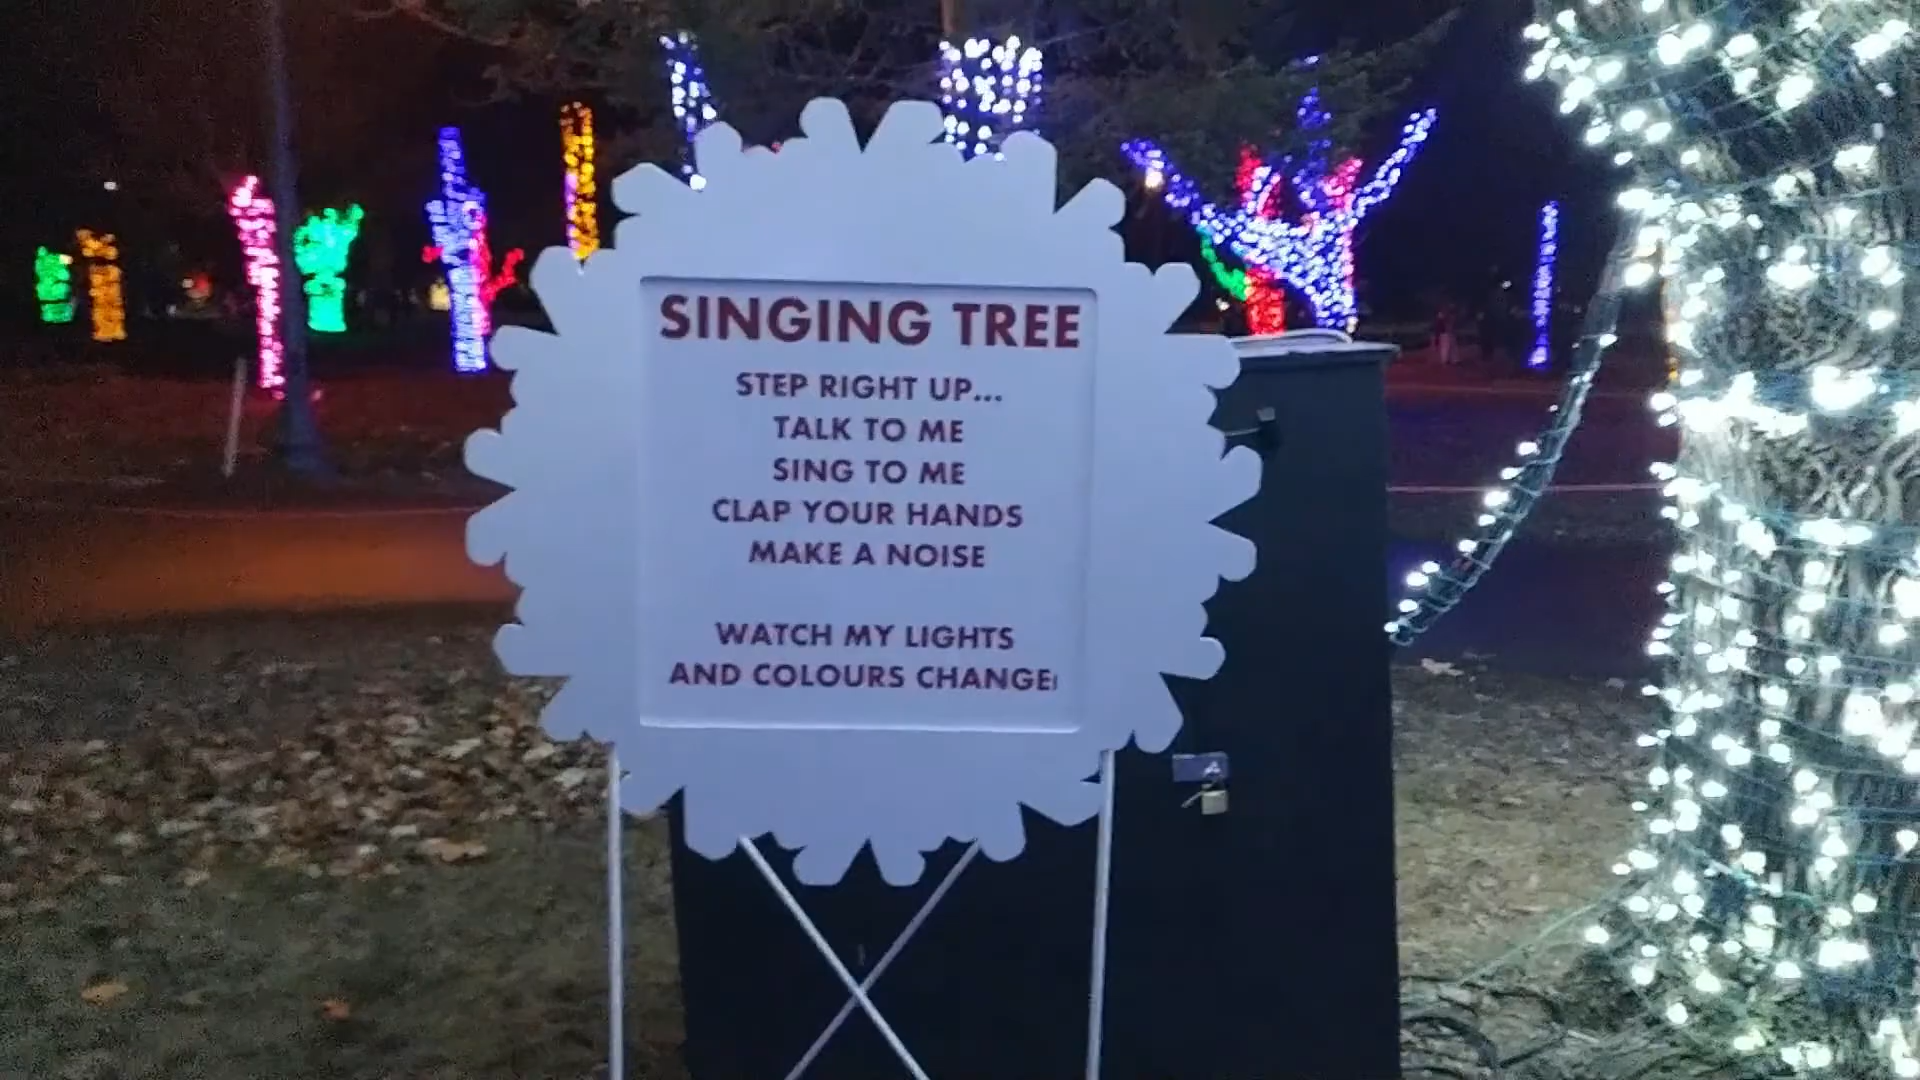 SINGING TREE
STEP RIGHT UP...
TALK TO ME
SING TO ME
CLAP YOUR HANDS
MAKE A NOISE
WATCH MY LIGHTS
AND COLOURS CHANGE!